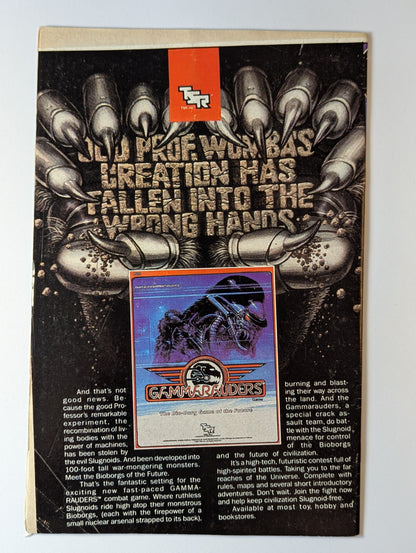 TSR
OLD PROF. WOMBAS'
CREATION HAS
FALLEN INTO THE
WRONG HANDS.
GAMMARAUDERS™
The Bio-Borg Game of the Future
TSR
And that's not
good news. Be-
cause the good Pro-
fessor's remarkable
experiment, the
recombination of liv-
ing bodies with the
power of machines,
has been stolen by
the evil Slugnoids. And been developed into
100-foot tall war-mongering monsters.
Meet the Bioborgs of the Future.
That's the fantastic setting for the
exciting new fast-paced GAMMA-
RAUDERS™ combat game. Where ruthless
Slugnoids ride high atop their monstrous
Bioborgs, (each with the firepower of a
small nuclear arsenal strapped to its back),
burning and blast-
ing their way across
the land. And the
Gammarauders, a
special crack as-
sault team, do bat-
tle with the Slugnoid
menace for control
of the Bioborgs
and the future of civilization.
It's a high-tech, futuristic contest full of
high-spirited battles. Taking you to the far
reaches of the Universe. Complete with
rules, maps and several short introductory
adventures. Don't wait. Join the fight now
and help keep civilization Slugnoid-free.
Available at most toy, hobby and
bookstores.